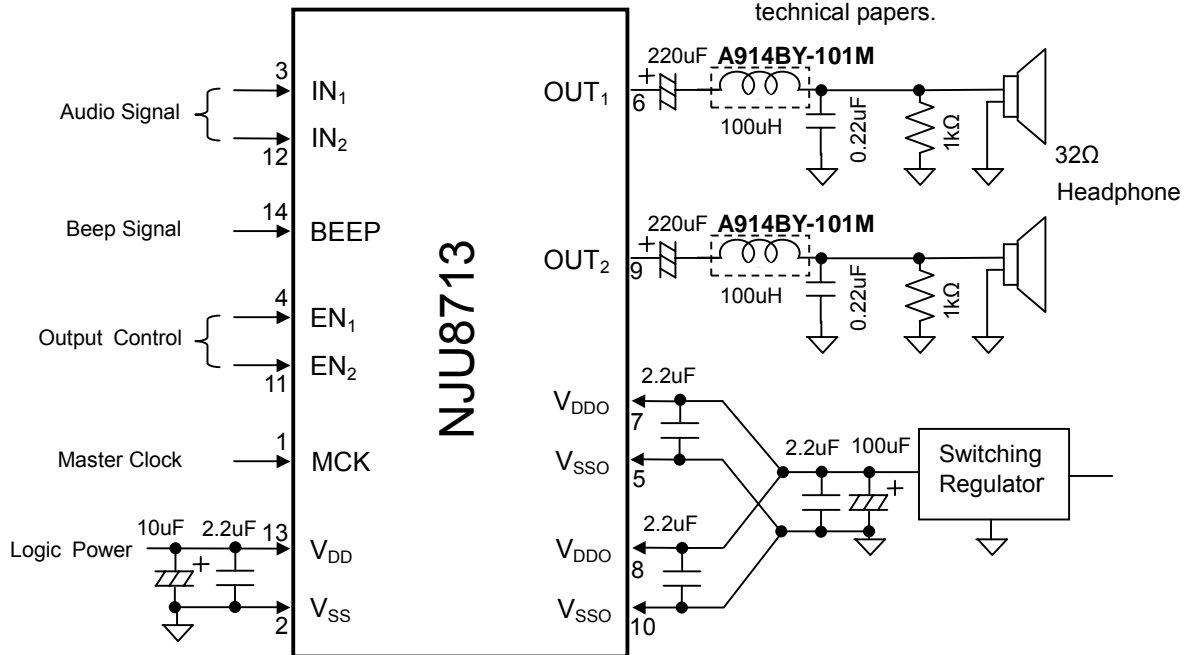 technical papers.
220uF
+
A914BY-101M
3
IN1
OUT1
6
100uH
0.22uF
1kΩ
Audio Signal
IN2
12
32Ω
Headphone
14
Beep Signal
BEEP
220uF
+
A914BY-101M
OUT2
9
100uH
0.22uF
1kΩ
4
EN1
Output Control
EN2
11
NJU8713
2.2uF
VDDO
7
1
Master Clock
MCK
VSSO
5
2.2uF
100uF
+
Switching
Regulator
10uF
2.2uF
13
Logic Power
+
VDD
2.2uF
VDDO
8
VSS
2
VSSO
10